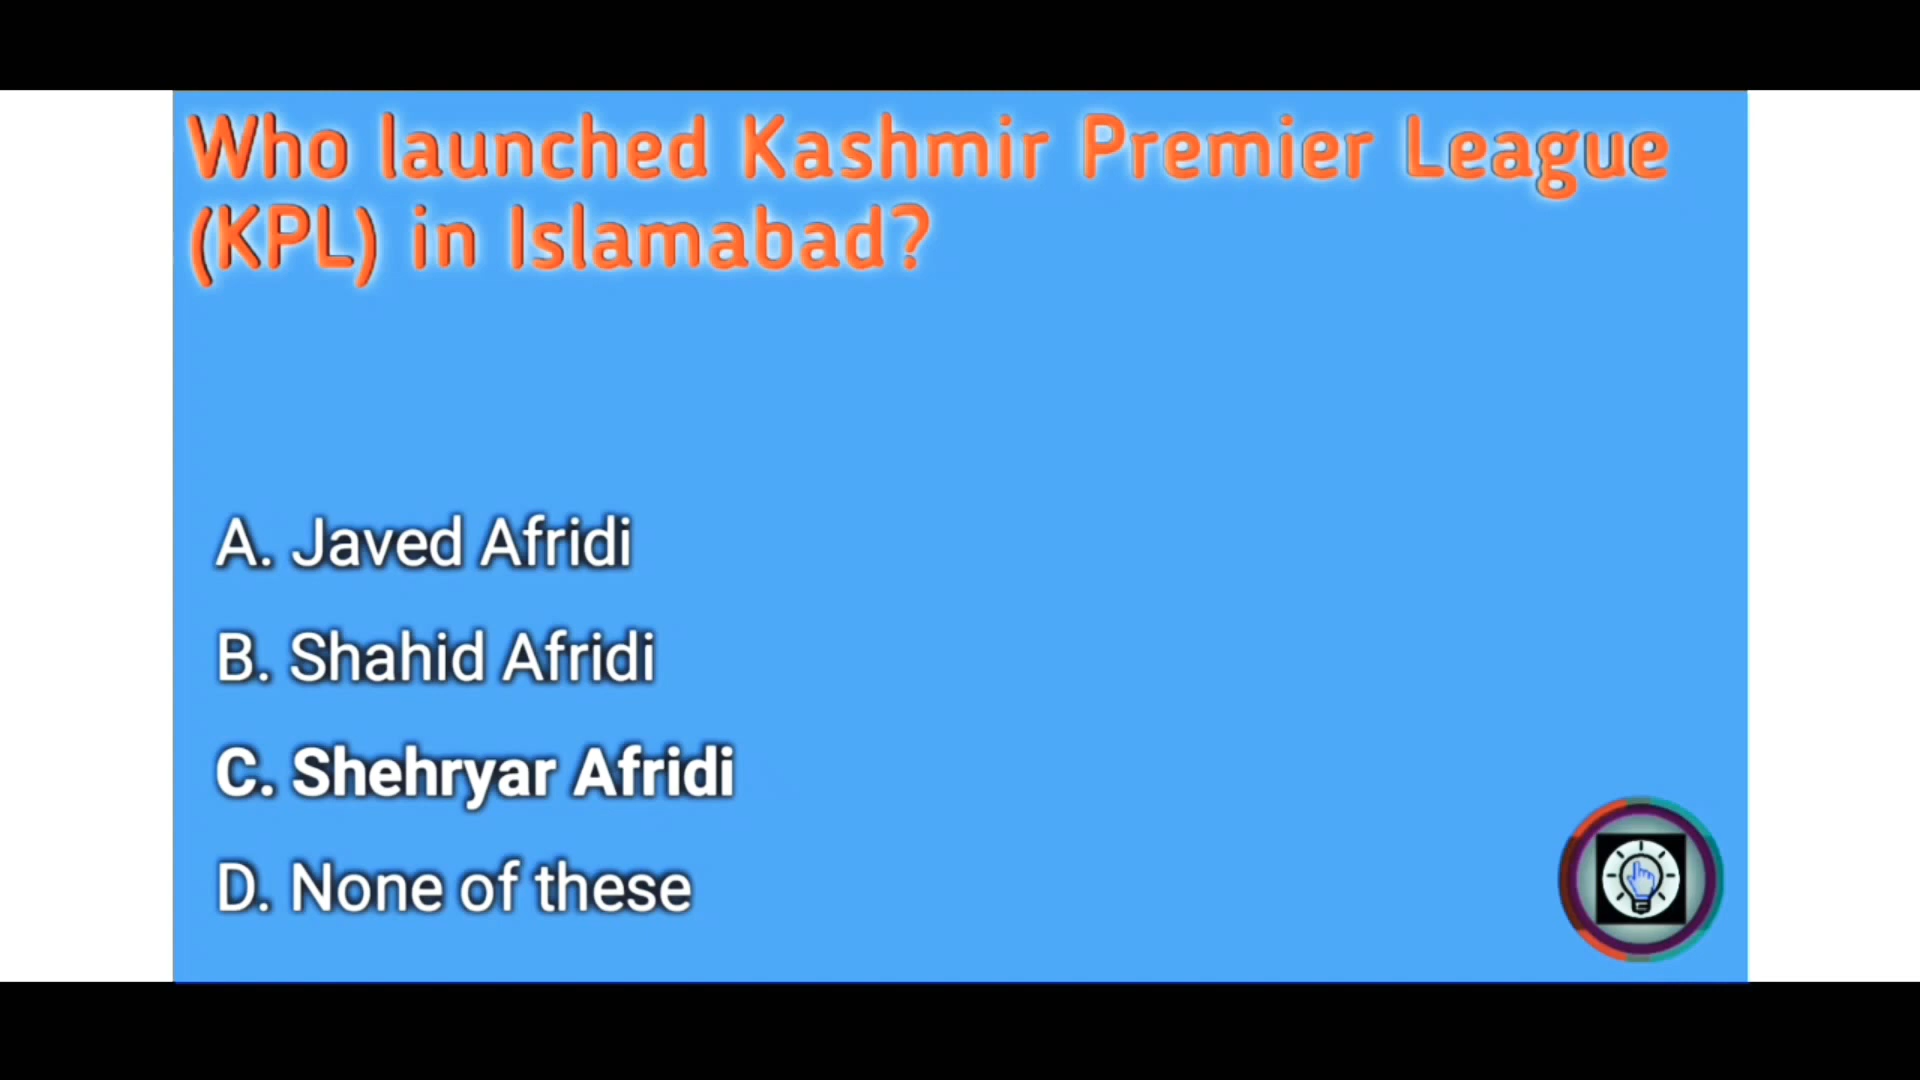 Who launched Kashmir Premier League
(KPL) in Islamabad?
A. Javed Afridi
B. Shahid Afridi
C. Shehryar Afridi
D. None of these